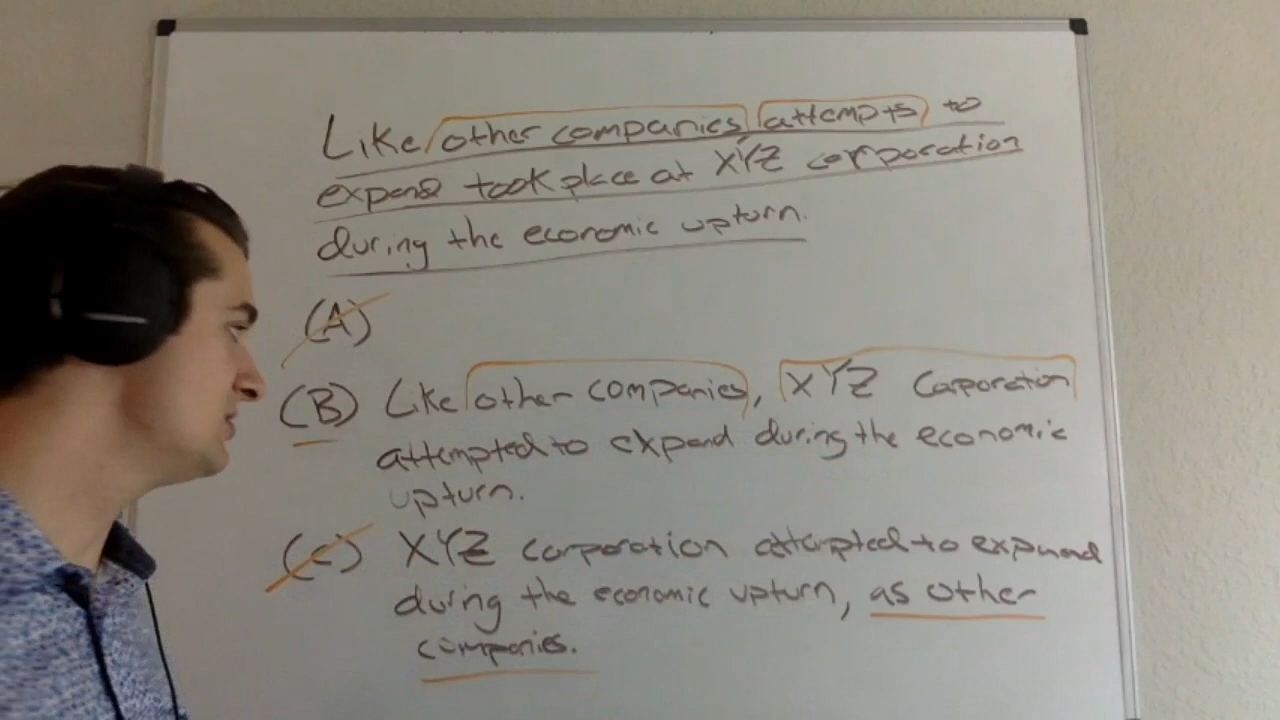 Like other companies attempts to
expand took place at XYZ corporation
during the economic upturn.
(A)
(B) Like other companies, XYZ Corporation
attempted to expand during the economic
upturn.
(C) XYZ corporation attempted to expand
during the economic upturn, as other
companies.